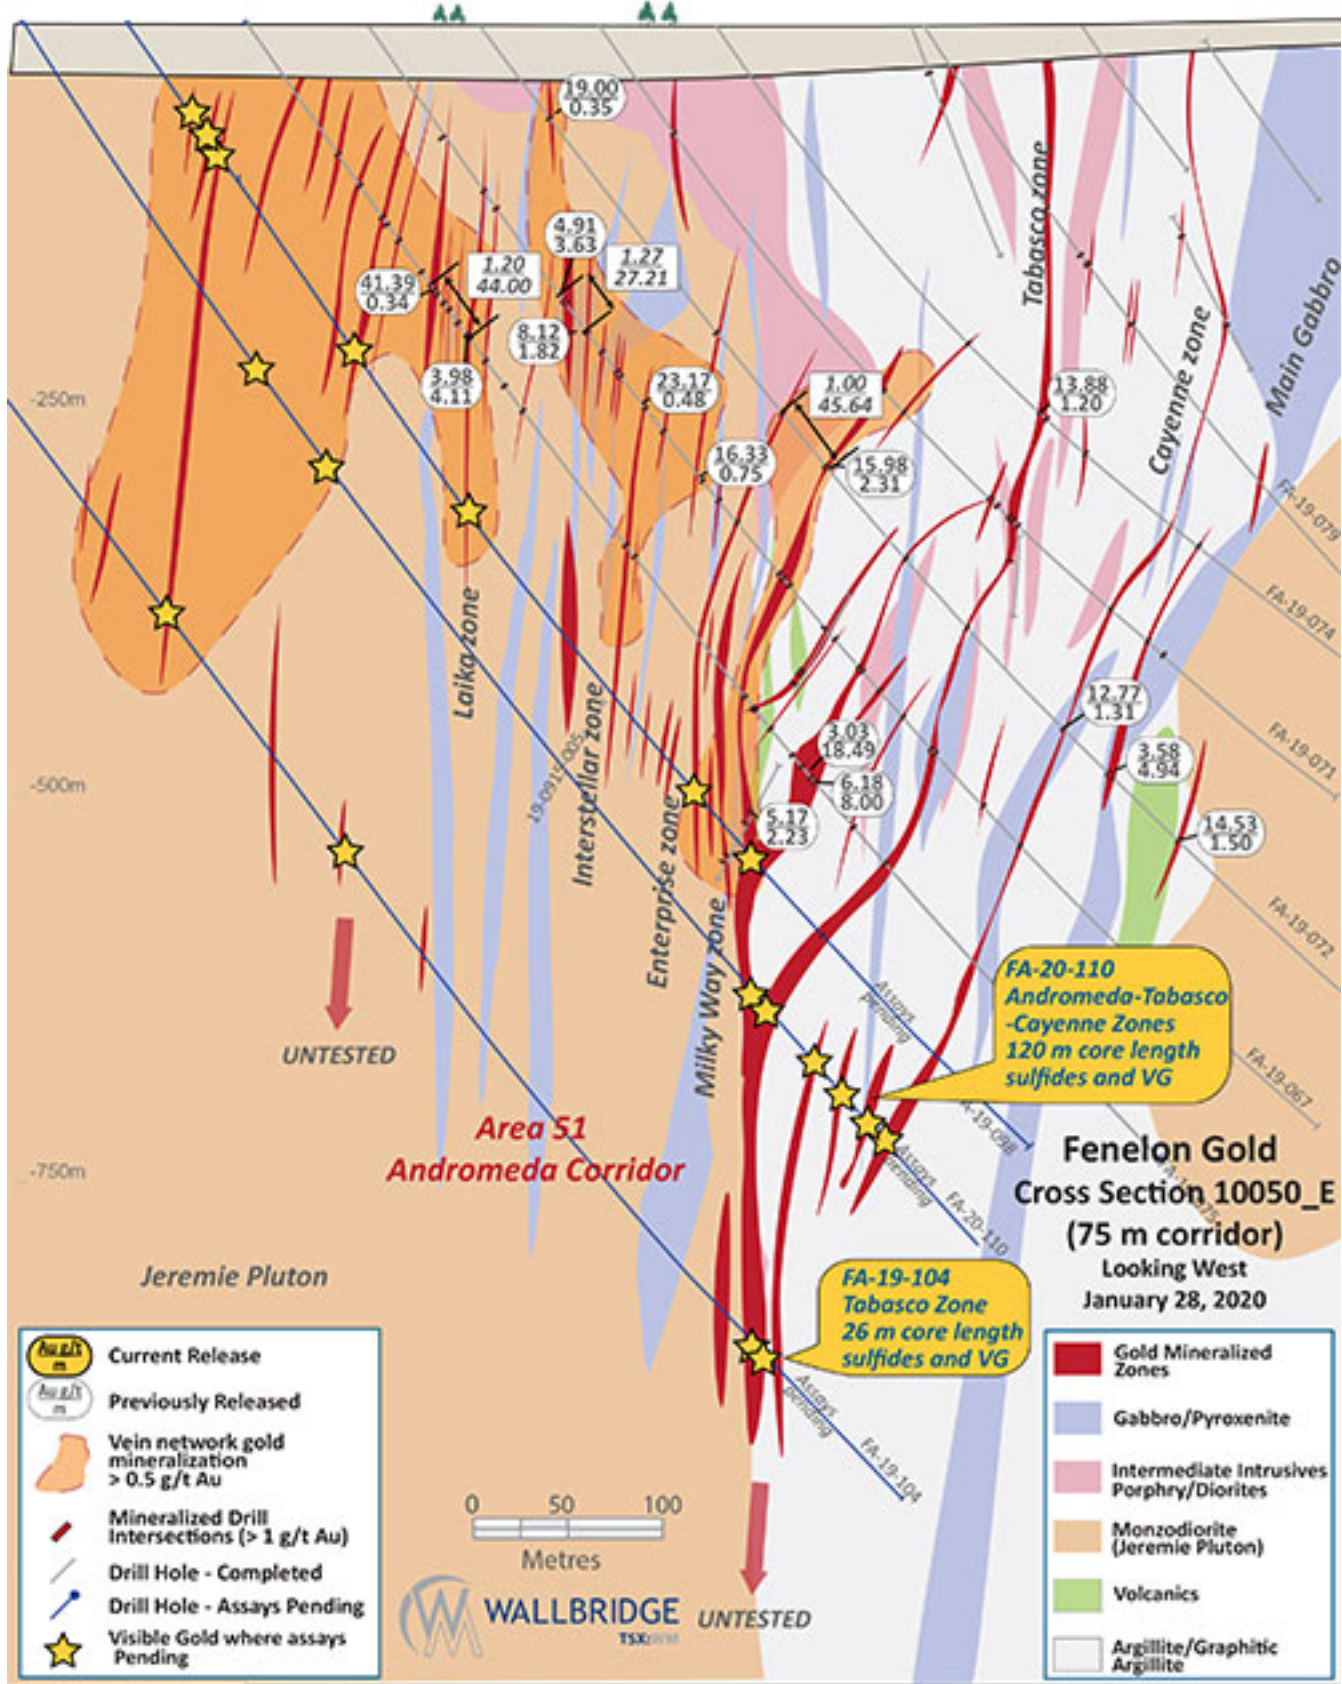 19.00
0.35
4.91
3.63
1.27
27.21
1.20
44.00
41.39
0.34
8.12
1.82
3.98
4.11
23.17
0.48
1.00
45.64
16.33
0.75
15.98
2.31
13.88
1.20
Tabasco zone
Cayenne zone
Main Gabbro
-250m
FA-19-079
FA-19-074
FA-19-071
FA-19-072
FA-19-067
Laika zone
Interstellar zone
Enterprise zone
Milky Way zone
-500m
3.03
18.49
6.18
8.00
5.17
2.23
12.77
1.31
3.58
4.94
14.53
1.50
FA-20-110
Andromeda-Tabasco
-Cayenne Zones
120 m core length
sulfides and VG
Assays
pending
UNTESTED
Area 51
Andromeda Corridor
A-19-098
Assays
pending
FA-20-110
-750m
Fenelon Gold
Cross Section 10050_E
(75 m corridor)
Looking West
January 28, 2020
Jeremie Pluton
FA-19-104
Tabasco Zone
26 m core length
sulfides and VG
Assays
pending
FA-19-104
Au g/t
m
Current Release
Au g/t
m
Previously Released
Vein network gold
mineralization
> 0.5 g/t Au
Mineralized Drill
Intersections (> 1 g/t Au)
Drill Hole - Completed
Drill Hole - Assays Pending
Visible Gold where assays
Pending
0 50 100
Metres
WALLBRIDGE
TSX:WM
UNTESTED
Gold Mineralized
Zones
Gabbro/Pyroxenite
Intermediate Intrusives
Porphry/Diorites
Monzodiorite
(Jeremie Pluton)
Volcanics
Argillite/Graphitic
Argillite